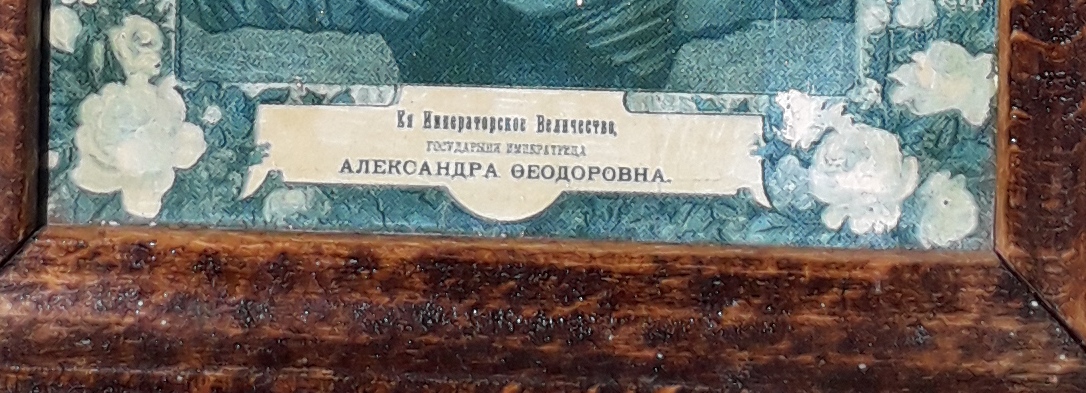 Ея Императорское Величество,
ГОСУДАРЫНЯ ИМПЕРАТРИЦА
АЛЕКСАНДРА ѲЕОДОРОВНА.